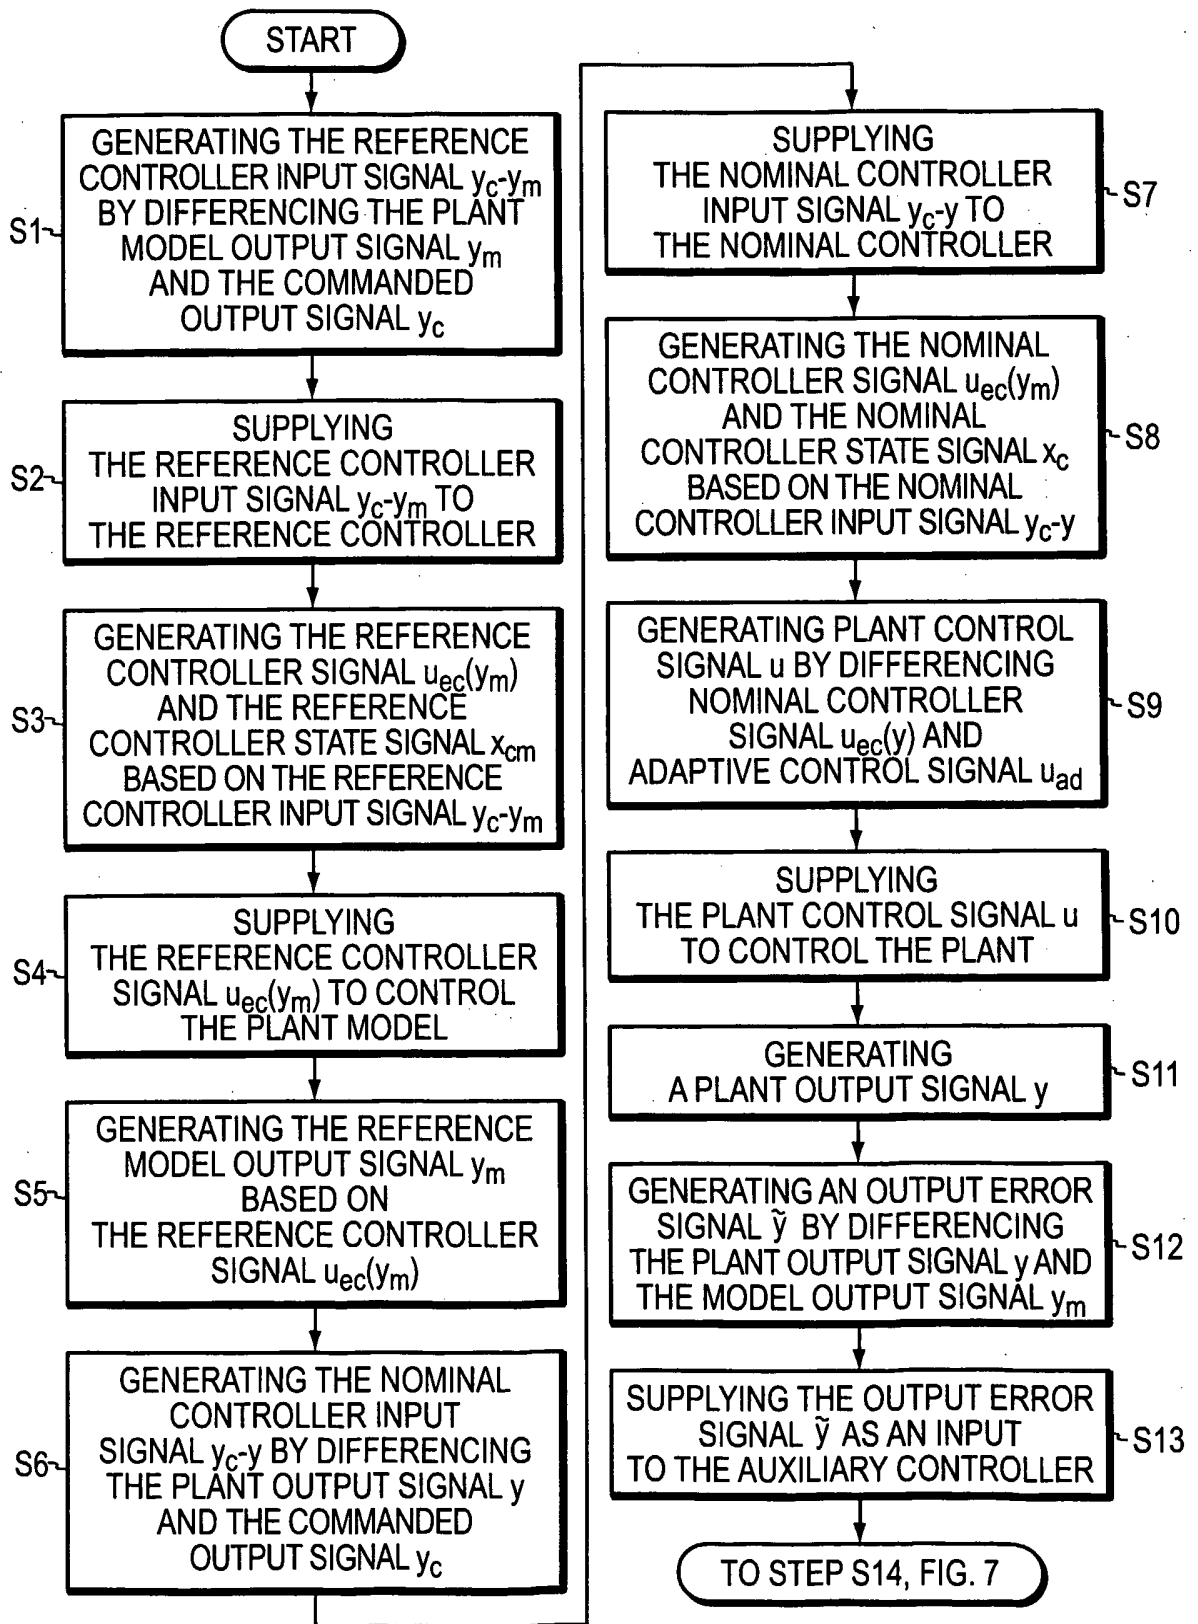 START
GENERATING THE REFERENCE
CONTROLLER INPUT SIGNAL yc-ym
BY DIFFERENCING THE PLANT
MODEL OUTPUT SIGNAL ym
AND THE COMMANDED
OUTPUT SIGNAL yc
S1
SUPPLYING
THE REFERENCE CONTROLLER
INPUT SIGNAL yc-ym TO
THE REFERENCE CONTROLLER
S2
GENERATING THE REFERENCE
CONTROLLER SIGNAL uec(ym)
AND THE REFERENCE
CONTROLLER STATE SIGNAL xcm
BASED ON THE REFERENCE
CONTROLLER INPUT SIGNAL yc-ym
S3
SUPPLYING
THE REFERENCE CONTROLLER
SIGNAL uec(ym) TO CONTROL
THE PLANT MODEL
S4
GENERATING THE REFERENCE
MODEL OUTPUT SIGNAL ym
BASED ON
THE REFERENCE CONTROLLER
SIGNAL uec(ym)
S5
GENERATING THE NOMINAL
CONTROLLER INPUT
SIGNAL yc-y BY DIFFERENCING
THE PLANT OUTPUT SIGNAL y
AND THE COMMANDED
OUTPUT SIGNAL yc
S6
SUPPLYING
THE NOMINAL CONTROLLER
INPUT SIGNAL yc-y TO
THE NOMINAL CONTROLLER
S7
GENERATING THE NOMINAL
CONTROLLER SIGNAL uec(ym)
AND THE NOMINAL
CONTROLLER STATE SIGNAL xc
BASED ON THE NOMINAL
CONTROLLER INPUT SIGNAL yc-y
S8
GENERATING PLANT CONTROL
SIGNAL u BY DIFFERENCING
NOMINAL CONTROLLER
SIGNAL uec(y) AND
ADAPTIVE CONTROL SIGNAL uad
S9
SUPPLYING
THE PLANT CONTROL SIGNAL u
TO CONTROL THE PLANT
S10
GENERATING
A PLANT OUTPUT SIGNAL y
S11
GENERATING AN OUTPUT ERROR
SIGNAL ỹ BY DIFFERENCING
THE PLANT OUTPUT SIGNAL y AND
THE MODEL OUTPUT SIGNAL ym
S12
SUPPLYING THE OUTPUT ERROR
SIGNAL ỹ AS AN INPUT
TO THE AUXILIARY CONTROLLER
S13
TO STEP S14, FIG. 7